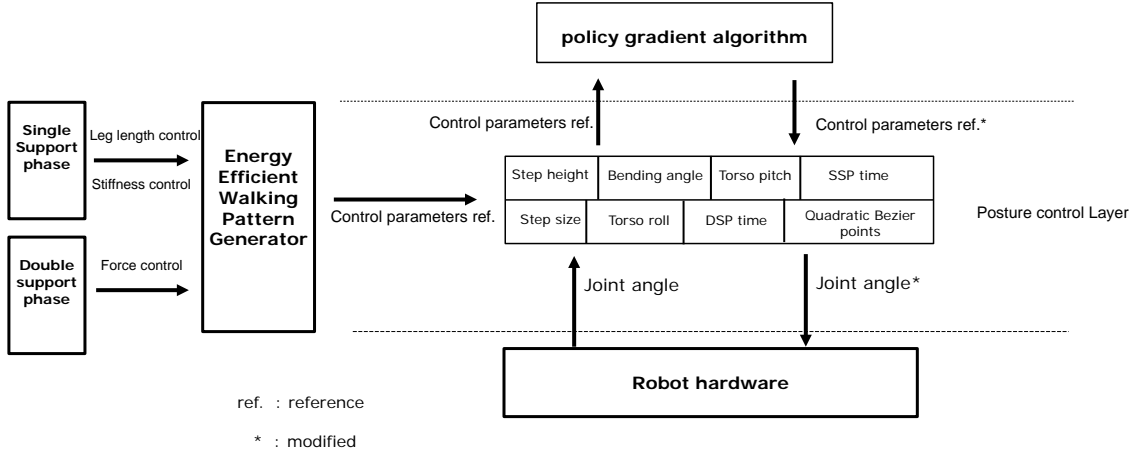 policy gradient algorithm
Control parameters ref.
Control parameters ref.*
Single
Support
phase
Leg length control
Stiffness control
Energy
Efficient
Walking
Pattern
Generator
Control parameters ref.
Step height
Bending angle
Torso pitch
SSP time
Step size
Torso roll
DSP time
Quadratic Bezier
points
Posture control Layer
Double
support
phase
Force control
Joint angle
Joint angle*
Robot hardware
ref. : reference
* : modified